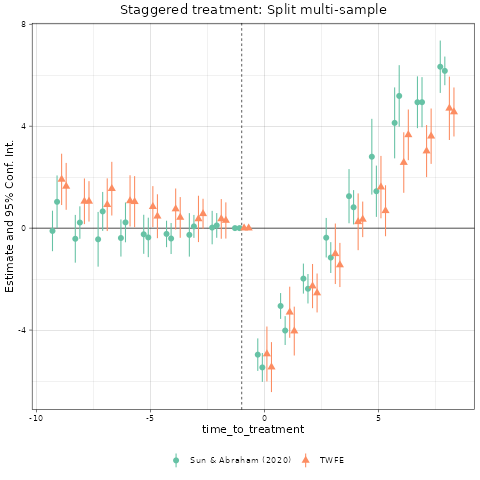 Staggered treatment: Split multi-sample
Estimate and 95% Conf. Int.
8
4
0
-4
-10
-5
0
5
time_to_treatment
Sun & Abraham (2020)
TWFE